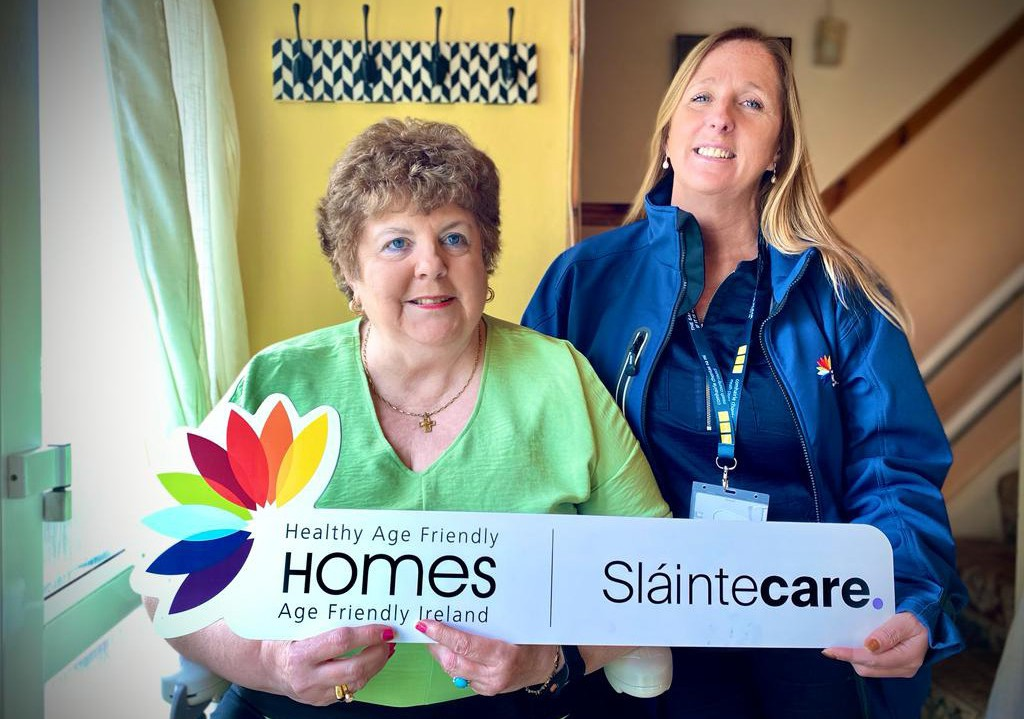 Healthy Age Friendly
Homes
Age Friendly Ireland
Sláintecare.